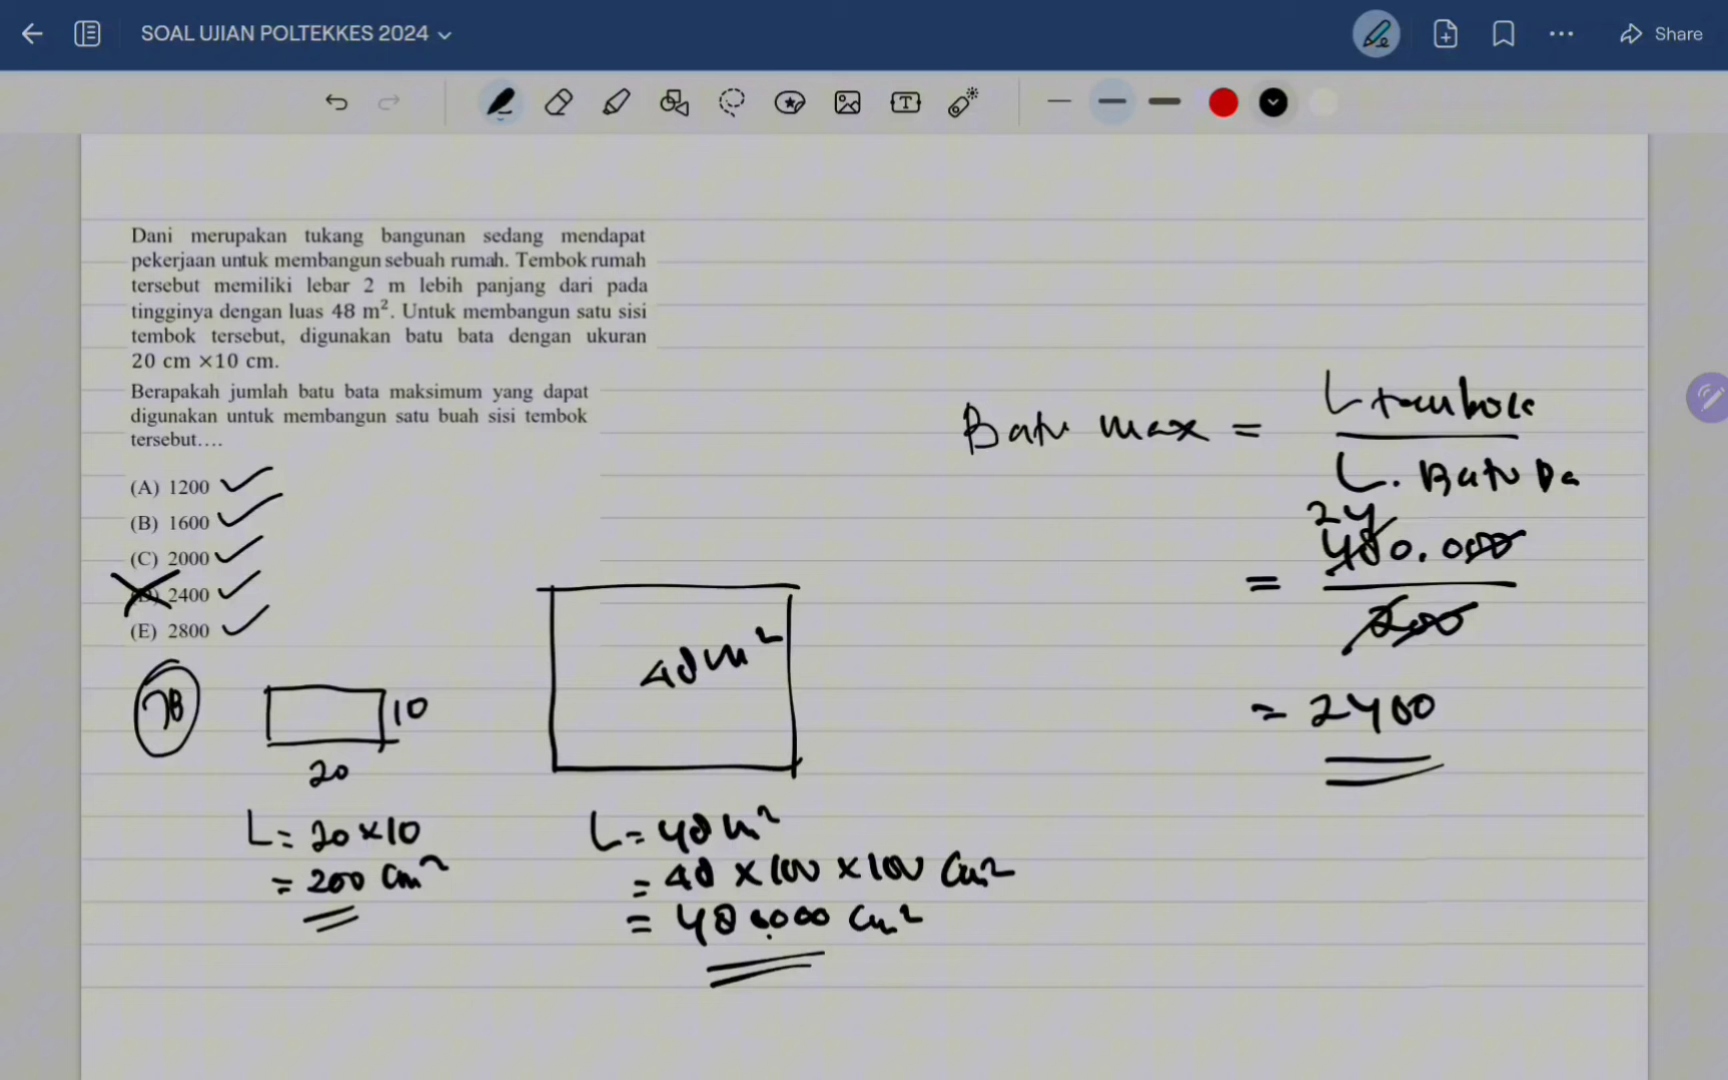 SOAL UJIAN POLTEKKES 2024
Share
Dani merupakan tukang bangunan sedang mendapat
pekerjaan untuk membangun sebuah rumah. Tembok rumah
tersebut memiliki lebar 2 m lebih panjang dari pada
tingginya dengan luas 48 m². Untuk membangun satu sisi
tembok tersebut, digunakan batu bata dengan ukuran
20 cm ×10 cm.
Berapakah jumlah batu bata maksimum yang dapat
digunakan untuk membangun satu buah sisi tembok
tersebut….
(A) 1200
(B) 1600
(C) 2000
(D) 2400
(E) 2800
10
20
L = 20 × 10
= 200 cm²
48 m²
L = 48 m²
= 48 × 100 × 100 cm²
= 480.000 cm²
Batu max = L tembok
L. Batu Ba
24
= 480.000
200
= 2400